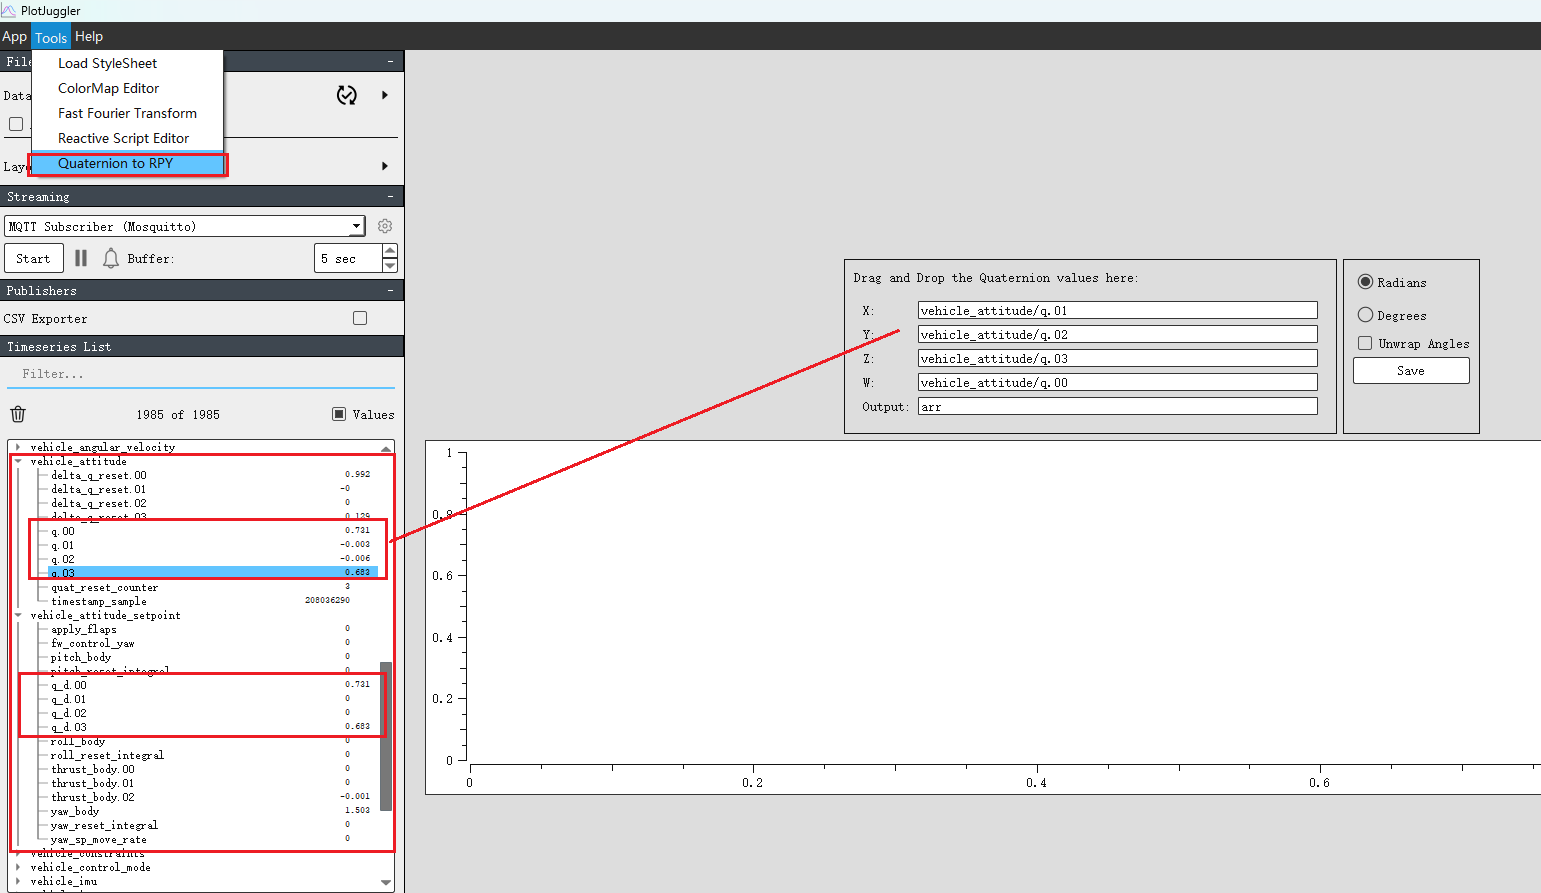 PlotJuggler
App Tools Help
Load StyleSheet
ColorMap Editor
Fast Fourier Transform
Reactive Script Editor
Quaternion to RPY
File
Data
Layo
Streaming
MQTT Subscriber (Mosquitto)
Start Buffer: 5 sec
Publishers
CSV Exporter
Timeseries List
Filter...
1985 of 1985 Values
vehicle_angular_velocity
vehicle_attitude
delta_q_reset.00 0.992
delta_q_reset.01 -0
delta_q_reset.02 0
delta_q_reset.03 0.129
q.00 0.731
q.01 -0.003
q.02 -0.006
q.03 0.683
quat_reset_counter 3
timestamp_sample 208036290
vehicle_attitude_setpoint
apply_flaps 0
fw_control_yaw 0
pitch_body 0
pitch_reset_integral 0
q_d.00 0.731
q_d.01 0
q_d.02 0
q_d.03 0.683
roll_body 0
roll_reset_integral 0
thrust_body.00 0
thrust_body.01 0
thrust_body.02 -0.001
yaw_body 1.503
yaw_reset_integral 0
yaw_sp_move_rate 0
vehicle_constraints
vehicle_control_mode
vehicle_imu
Drag and Drop the Quaternion values here:
X: vehicle_attitude/q.01
Y: vehicle_attitude/q.02
Z: vehicle_attitude/q.03
W: vehicle_attitude/q.00
Output: arr
Radians
Degrees
Unwrap Angles
Save
1
0.8
0.6
0.4
0.2
0
0 0.2 0.4 0.6